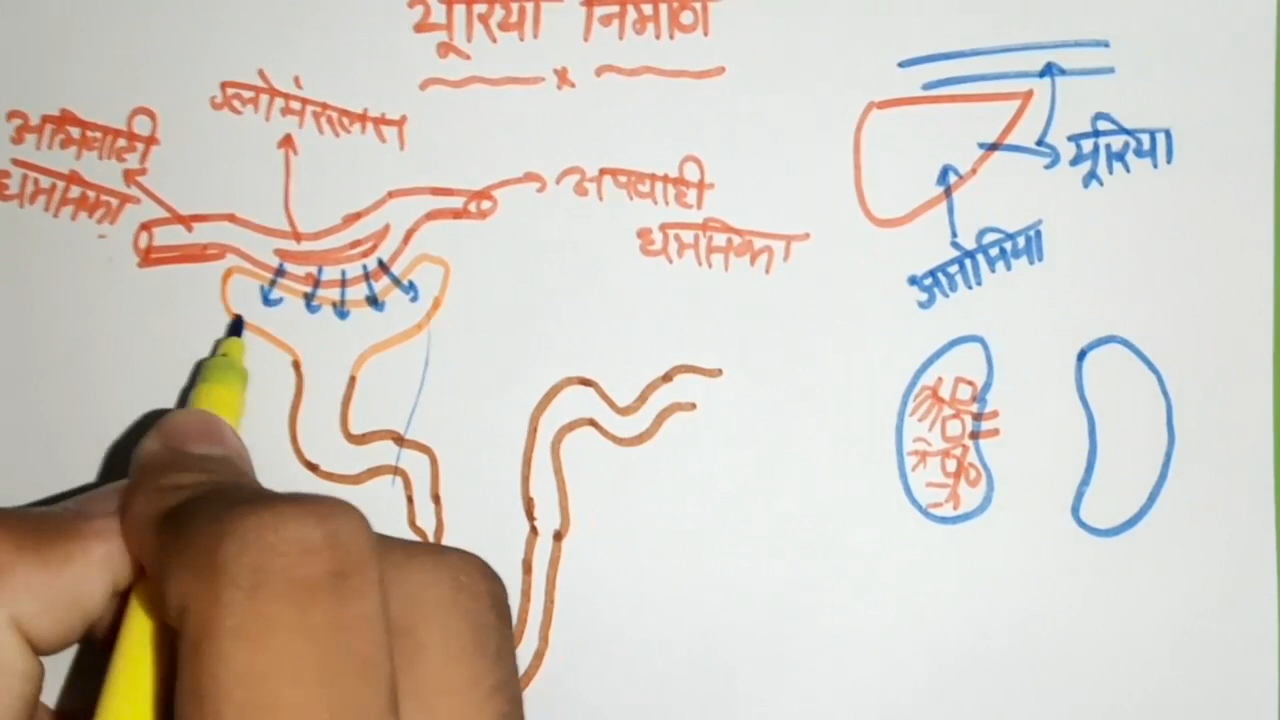 यूरिया निर्माण
ग्लोमेरुलस
अभिवाही
धमनिका
अपवाही
धमनिका
यूरिया
अमोनिया